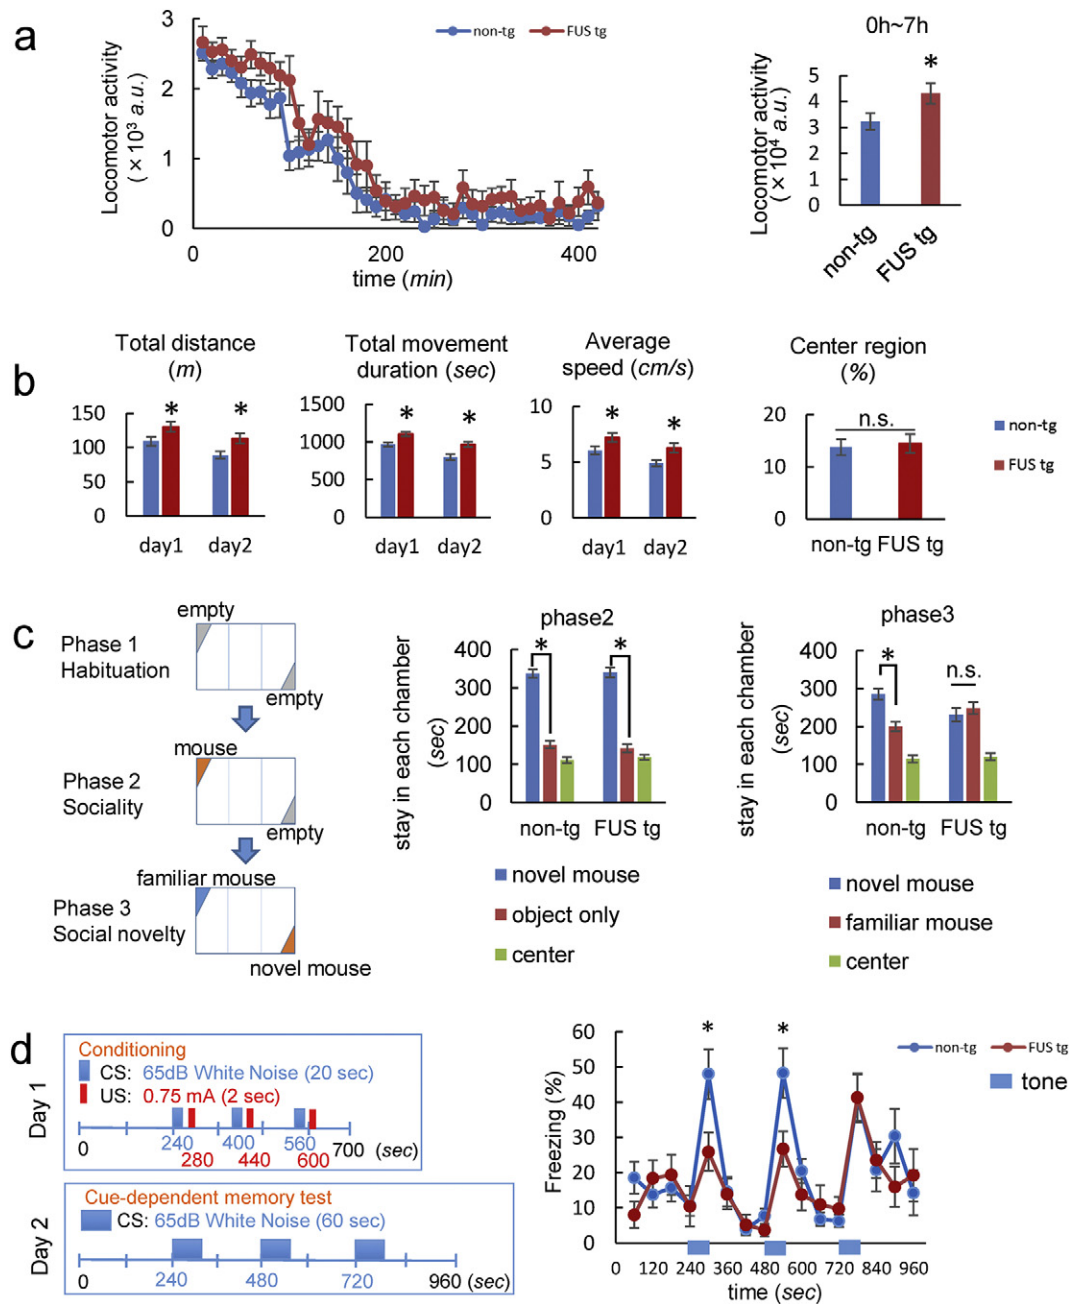 a
3
2
1
0
Locomotor activity
(×10³ a.u.)
non-tg
FUS tg
0
200
400
time (min)
0h~7h
*
5
4
3
2
1
0
Locomotor activity
(×10⁴ a.u.)
non-tg
FUS tg
b
Total distance
(m)
150
100
50
0
* *
day1 day2
Total movement
duration (sec)
1500
1000
500
0
* *
day1 day2
Average
speed (cm/s)
10
5
0
* *
day1 day2
Center region
(%)
20
10
0
n.s.
non-tg FUS tg
non-tg
FUS tg
c
empty
Phase 1
Habituation
empty
mouse
Phase 2
Sociality
empty
familiar mouse
Phase 3
Social novelty
novel mouse
phase2
stay in each chamber
(sec)
400
300
200
100
0
* *
non-tg FUS tg
novel mouse
object only
center
phase3
stay in each chamber
(sec)
400
300
200
100
0
* n.s.
non-tg FUS tg
novel mouse
familiar mouse
center
d
Day 1
Conditioning
CS: 65dB White Noise (20 sec)
US: 0.75 mA (2 sec)
0 240 400 560 700 (sec)
280 440 600
Day 2
Cue-dependent memory test
CS: 65dB White Noise (60 sec)
0 240 480 720 960 (sec)
Freezing (%)
60
50
40
30
20
10
0
* *
non-tg FUS tg
tone
0 120 240 360 480 600 720 840 960
time (sec)